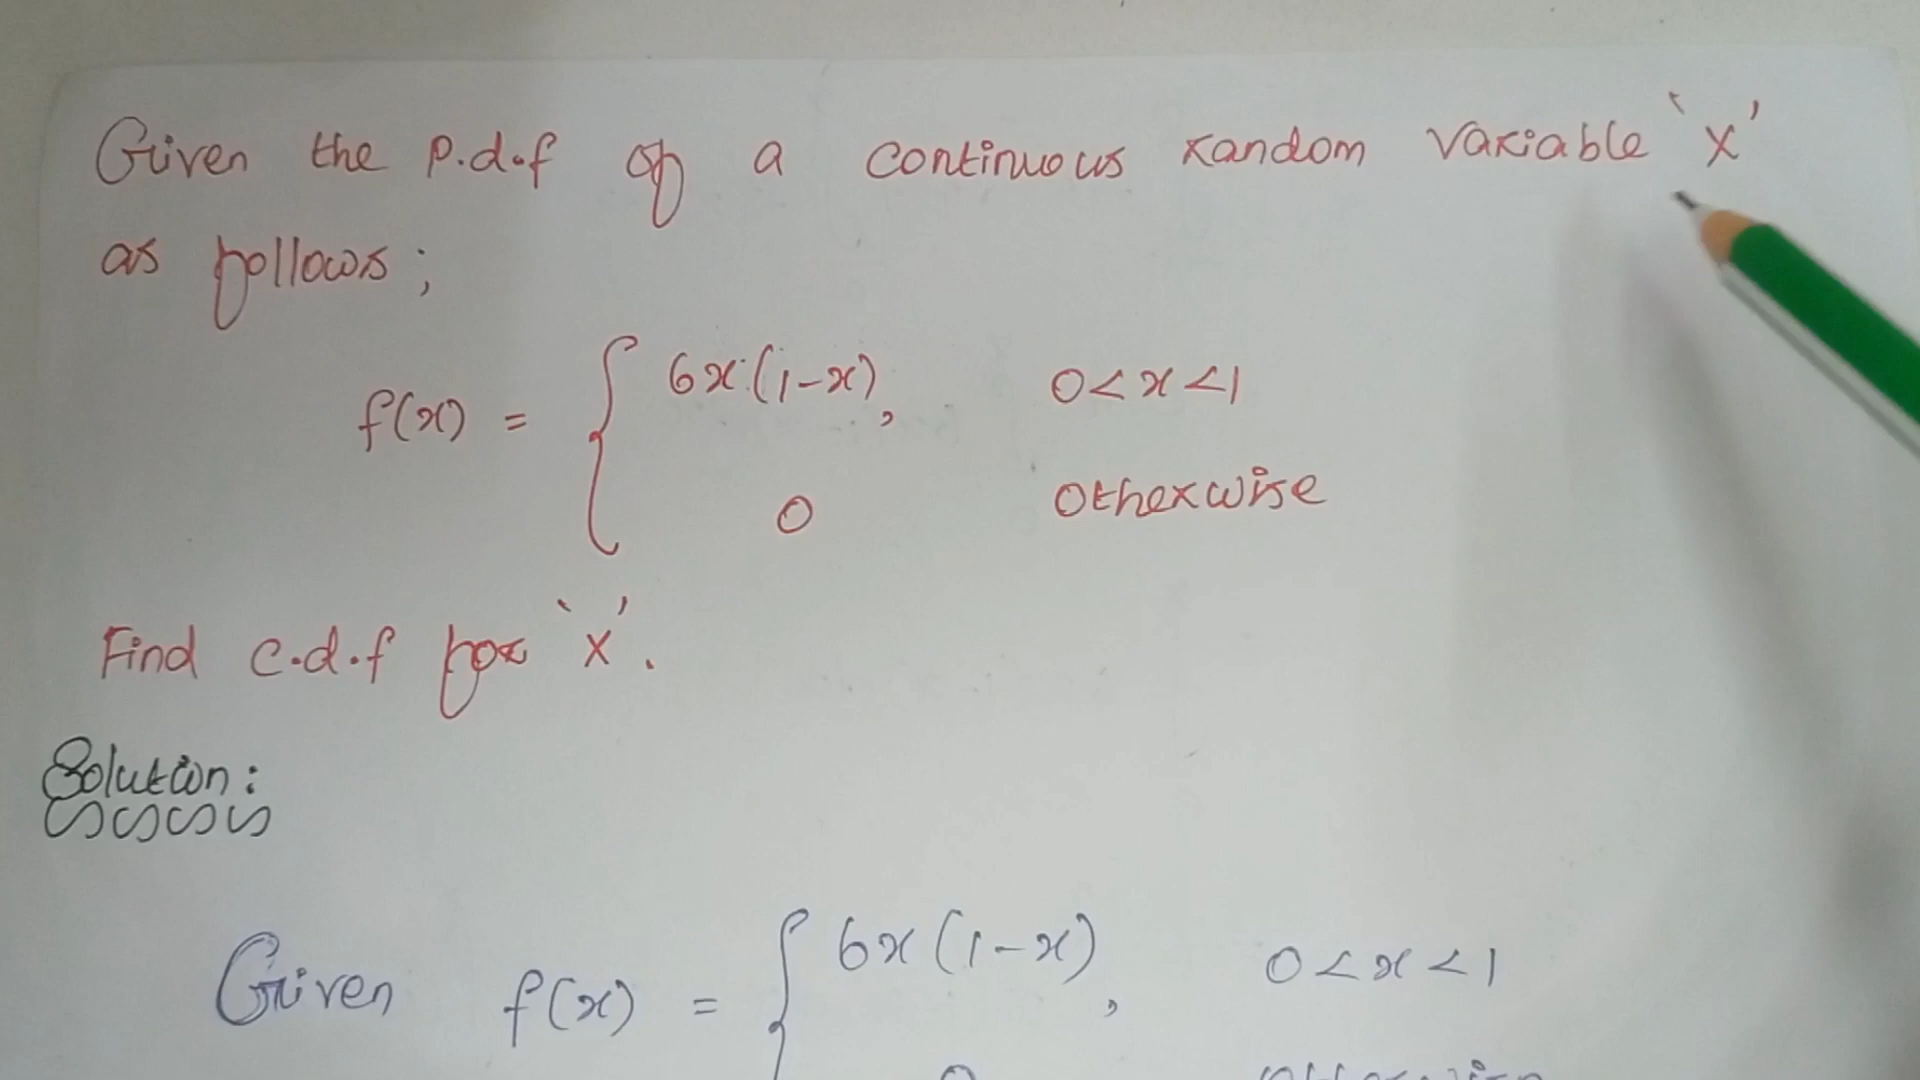 Given the p.d.f of a continuous random variable 'X'
as follows;
f(x) = { 6x(1-x), 0<x<1
0 otherwise
Find c.d.f for 'X'.
Solution:
Given f(x) = { 6x(1-x), 0<x<1